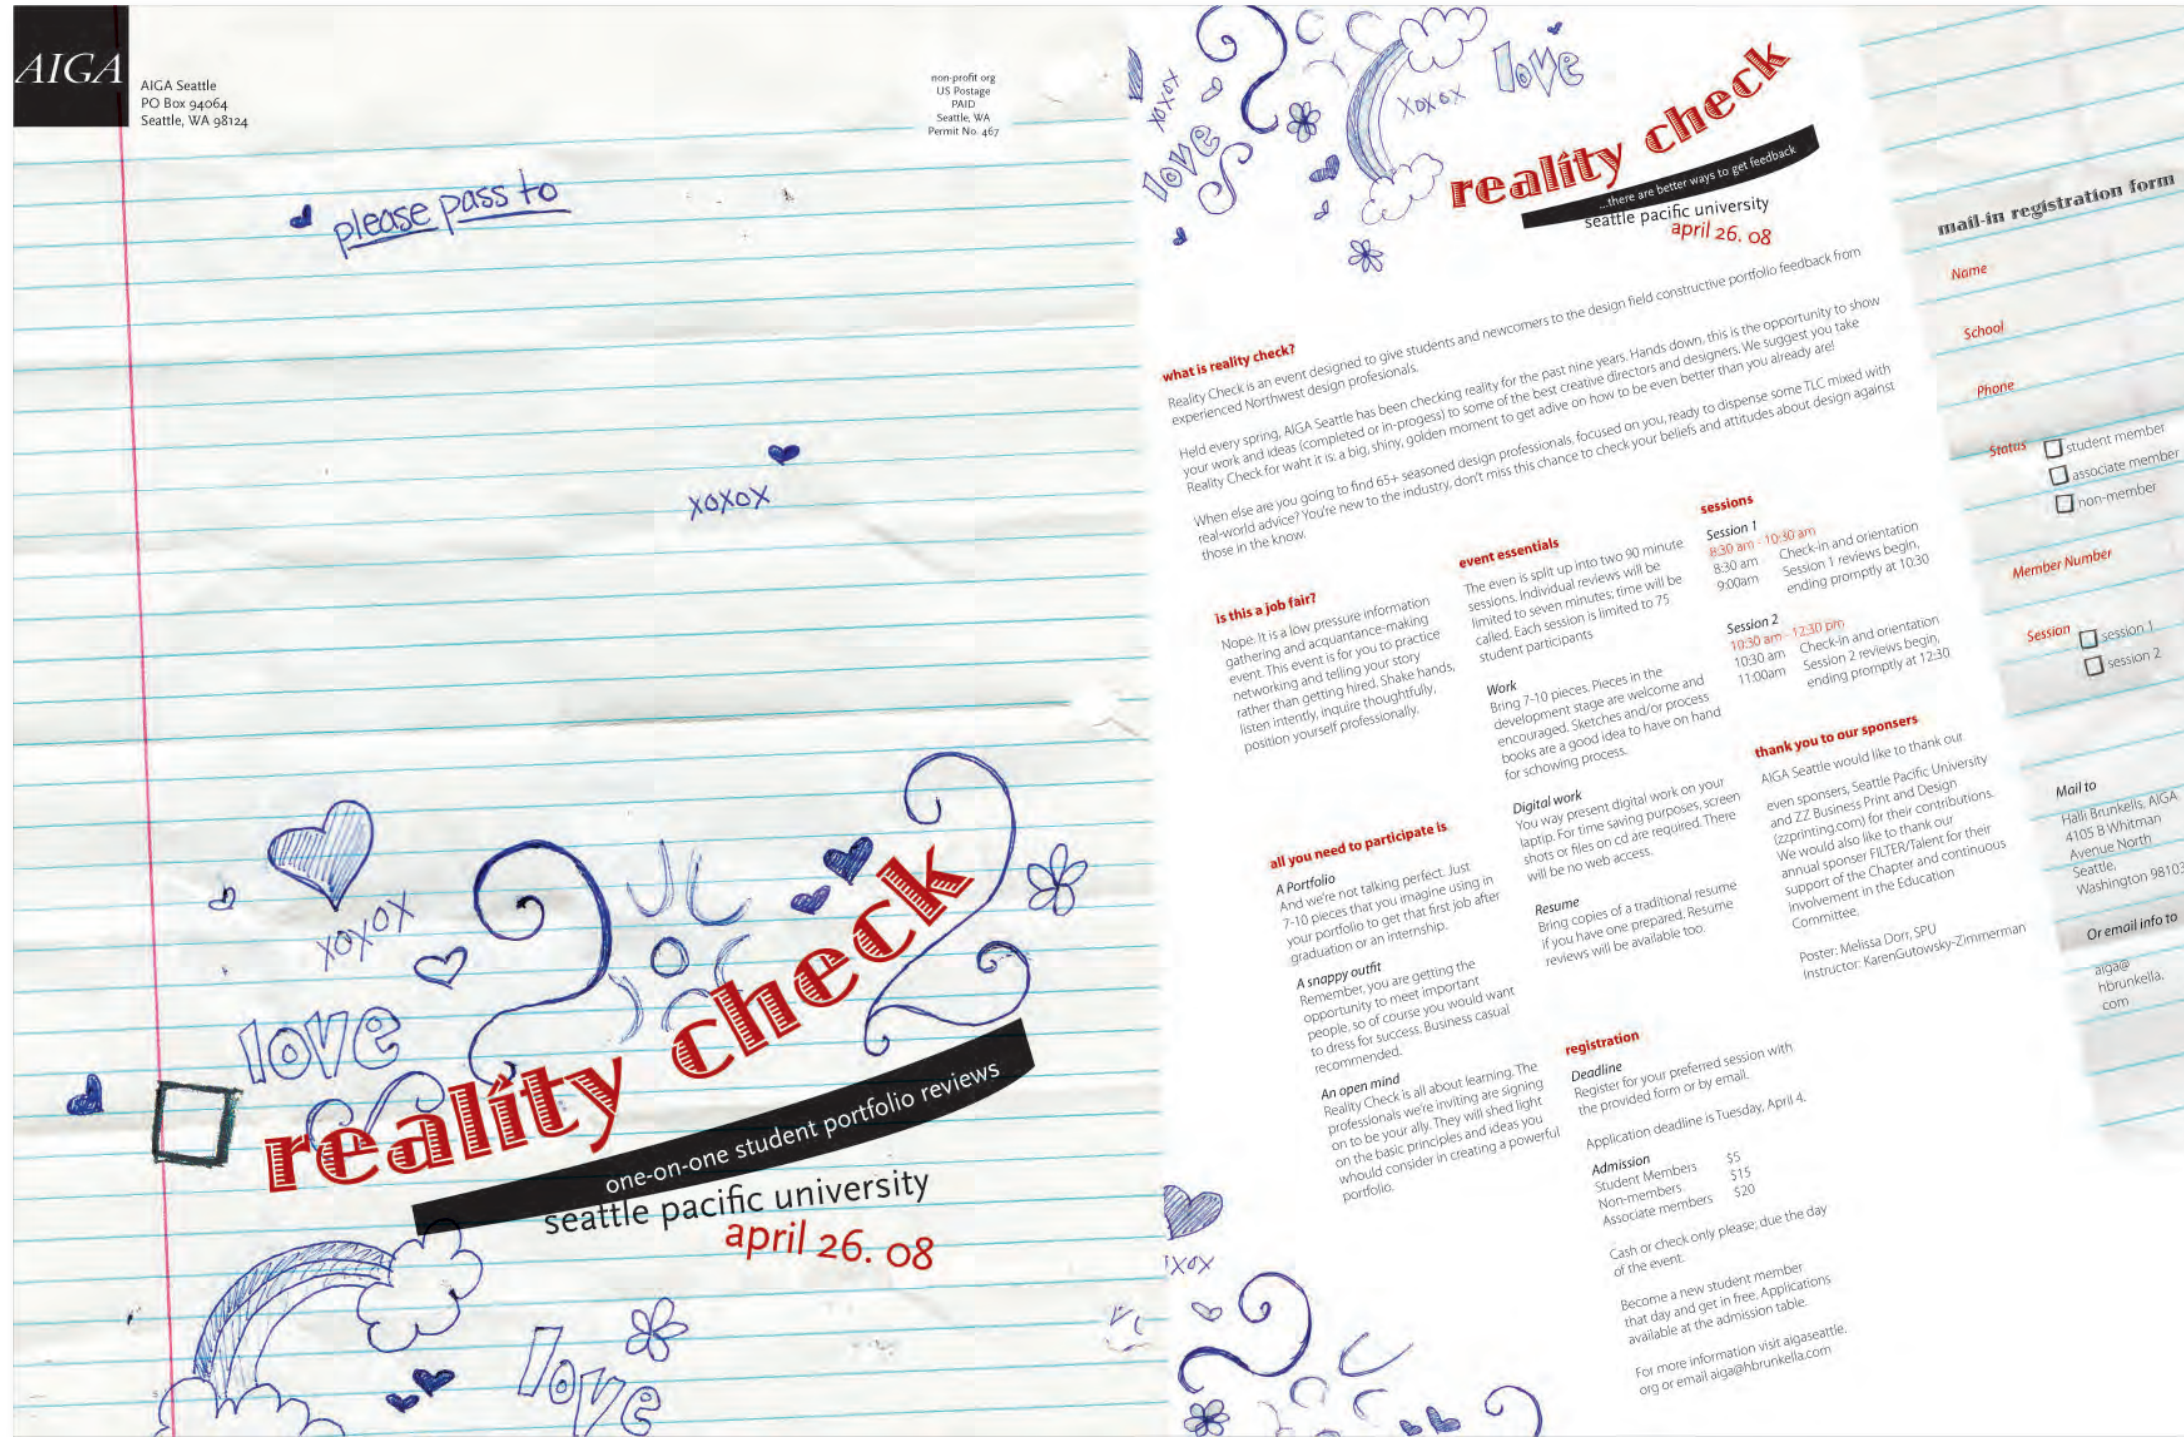 AIGA
AIGA Seattle
PO Box 94064
Seattle, WA 98124
non-profit org
US Postage
PAID
Seattle, WA
Permit No. 467
please pass to
xoxox
xoxox
love
reality check
one-on-one student portfolio reviews
seattle pacific university
april 26. 08
love
xoxox
love
xoxox
love
reality check
...there are better ways to get feedback
seattle pacific university
april 26. 08
what is reality check?
Reality Check is an event designed to give students and newcomers to the design field constructive portfolio feedback from
experienced Northwest design profesionals.
Held every spring, AIGA Seattle has been checking reality for the past nine years. Hands down, this is the opportunity to show
your work and ideas (completed or in-progess) to some of the best creative directors and designers. We suggest you take
Reality Check for waht it is: a big, shiny, golden moment to get adive on how to be even better than you already are!
When else are you going to find 65+ seasoned design professionals, focused on you, ready to dispense some TLC mixed with
real-world advice? You're new to the industry, don't miss this chance to check your beliefs and attitudes about design against
those in the know.
is this a job fair?
Nope. It is a low pressure information
gathering and acquantance-making
event. This event is for you to practice
networking and telling your story
rather than getting hired. Shake hands,
listen intently, inquire thoughtfully,
position yourself professionally.
all you need to participate is
A Portfolio
And we're not talking perfect. Just
7-10 pieces that you imagine using in
your portfolio to get that first job after
graduation or an internship.
A snappy outfit
Remember, you are getting the
opportunity to meet important
people, so of course you would want
to dress for success. Business casual
recommended.
An open mind
Reality Check is all about learning. The
professionals we're inviting are signing
on to be your ally. They will shed light
on the basic principles and ideas you
whould consider in creating a powerful
portfolio.
xoxox
event essentials
The even is split up into two 90 minute
sessions. Individual reviews will be
limited to seven minutes; time will be
called. Each session is limited to 75
student participants
Work
Bring 7-10 pieces. Pieces in the
development stage are welcome and
encouraged. Sketches and/or process
books are a good idea to have on hand
for schowing process.
Digital work
You way present digital work on your
laptip. For time saving purposes, screen
shots or files on cd are required. There
will be no web access.
Resume
Bring copies of a traditional resume
if you have one prepared. Resume
reviews will be available too.
registration
Deadline
Register for your preferred session with
the provided form or by email.
Application deadline is Tuesday, April 4.
Admission
Student Members $5
Non-members $15
Associate members $20
Cash or check only please; due the day
of the event.
Become a new student member
that day and get in free. Applications
available at the admission table.
For more information visit aigaseattle.
org or email aiga@hbrunkella.com
sessions
Session 1
8:30 am - 10:30 am
8:30 am Check-in and orientation
9:00am Session 1 reviews begin,
ending promptly at 10:30
Session 2
10:30 am - 12:30 pm
10:30 am Check-in and orientation
11:00am Session 2 reviews begin,
ending promptly at 12:30
thank you to our sponsers
AIGA Seattle would like to thank our
even sponsers, Seattle Pacific University
and ZZ Business Print and Design
(zzprinting.com) for their contributions.
We would also like to thank our
annual sponser FILTER/Talent for their
support of the Chapter and continuous
Involvement in the Education
Committee.
Poster: Melissa Dorr, SPU
Instructor: KarenGutowsky-Zimmerman
mail-in registration form
Name
School
Phone
Status student member
associate member
non-member
Member Number
Session session 1
session 2
Mail to
Halli Brunkells, AIGA
4105 B Whitman
Avenue North
Seattle,
Washington 98103
Or email info to
aiga@
hbrunkella,
com